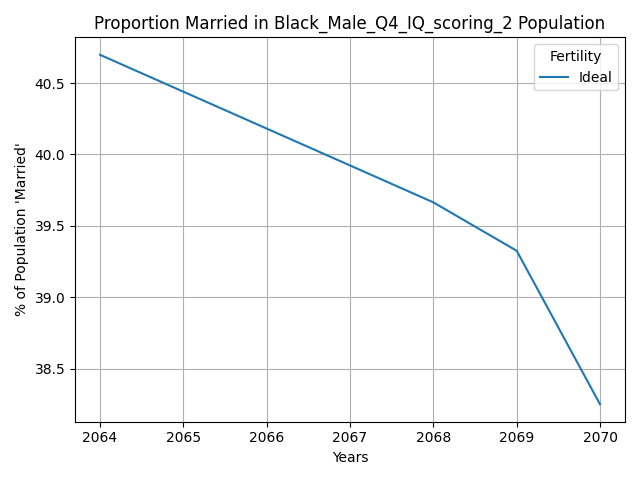 Proportion Married in Black_Male_Q4_IQ_scoring_2 Population
Fertility
Ideal
% of Population 'Married'
40.5
40.0
39.5
39.0
38.5
2064 2065 2066 2067 2068 2069 2070
Years